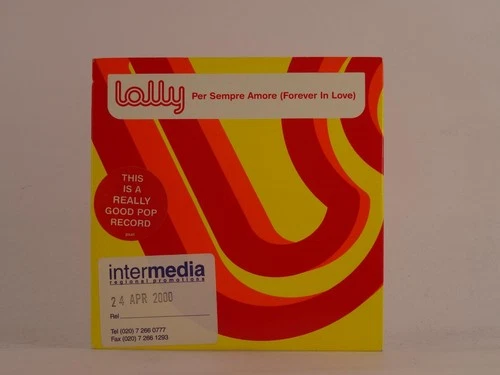 lolly Per Sempre Amore (Forever In Love)
THIS
IS A
REALLY
GOOD POP
RECORD
intermedia
regional promotions
24 APR 2000
Rel
Tel (020) 7 266 0777
Fax (020) 7 266 1293